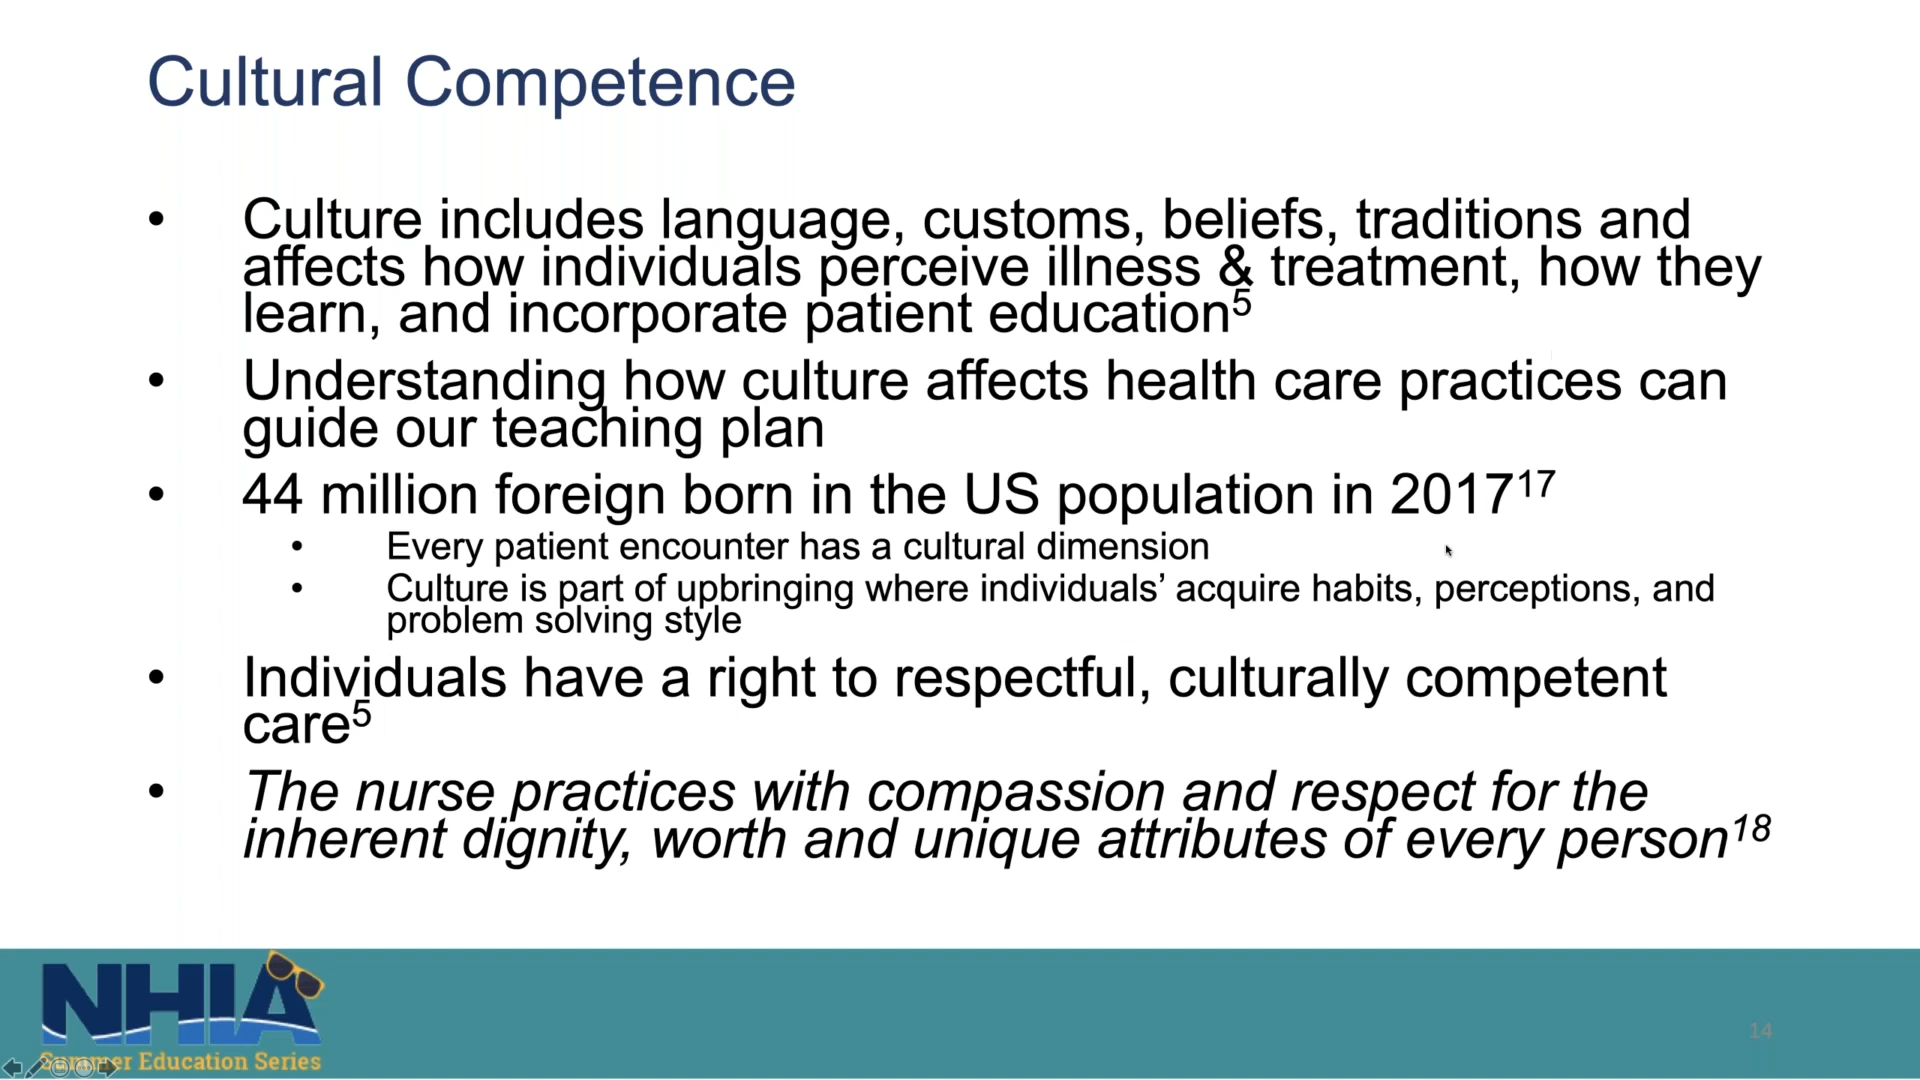 Cultural Competence
• Culture includes language, customs, beliefs, traditions and
affects how individuals perceive illness & treatment, how they
learn, and incorporate patient education5
• Understanding how culture affects health care practices can
guide our teaching plan
• 44 million foreign born in the US population in 201717
• Every patient encounter has a cultural dimension
• Culture is part of upbringing where individuals’ acquire habits, perceptions, and
problem solving style
• Individuals have a right to respectful, culturally competent
care5
• The nurse practices with compassion and respect for the
inherent dignity, worth and unique attributes of every person18
NHIA
Summer Education Series
14